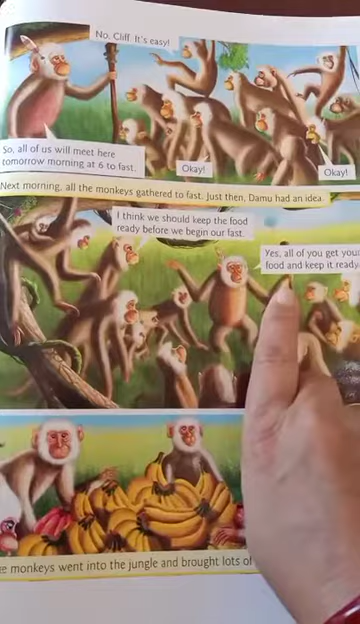 No, Cliff. It's easy!
So, all of us will meet here
tomorrow morning at 6 to fast.
Okay!
Okay!
Next morning, all the monkeys gathered to fast. Just then, Damu had an idea.
I think we should keep the food
ready before we begin our fast.
Yes, all of you get your
food and keep it ready
monkeys went into the jungle and brought lots of